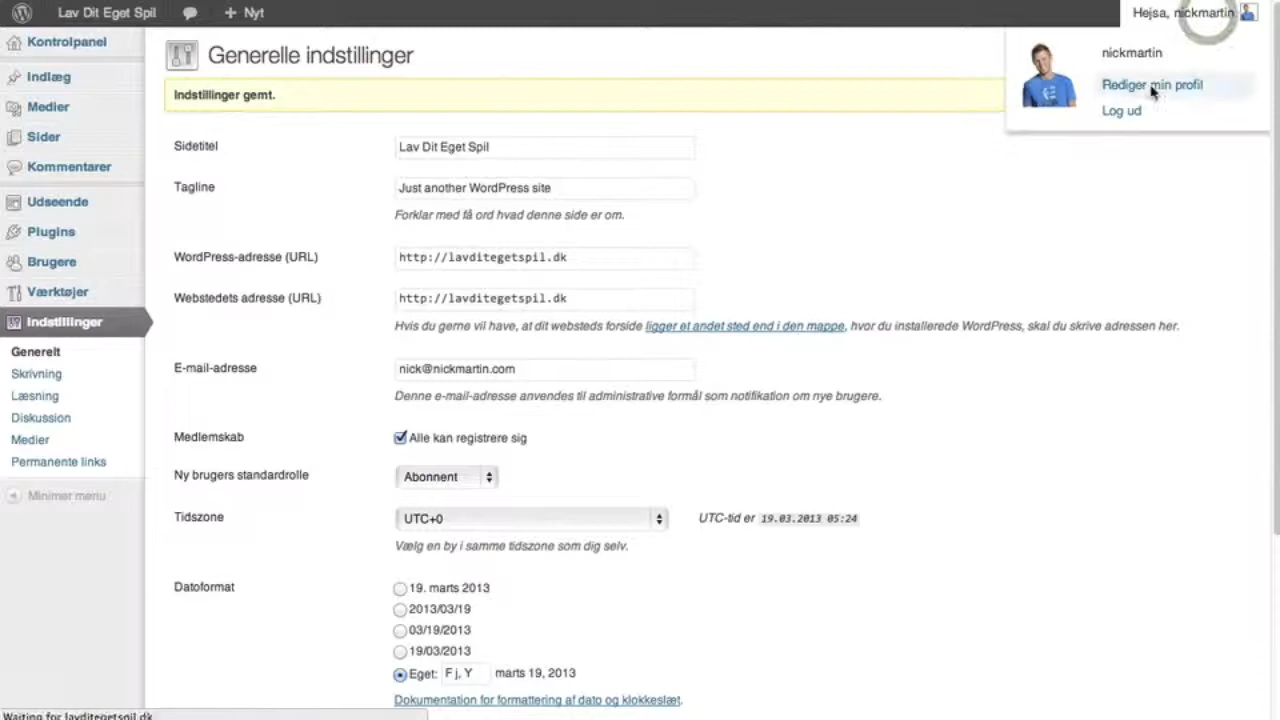 Lav Dit Eget Spil
Nyt
Hejsa, nickmartin
nickmartin
Rediger min profil
Log ud
Kontrolpanel
Indlæg
Medier
Sider
Kommentarer
Udseende
Plugins
Brugere
Værktøjer
Indstillinger
Generelt
Skrivning
Læsning
Diskussion
Medier
Permanente links
Minimer menu
Generelle indstillinger
Indstillinger gemt.
Sidetitel Lav Dit Eget Spil
Tagline Just another WordPress site
Forklar med få ord hvad denne side er om.
WordPress-adresse (URL) http://lavditegetspil.dk
Webstedets adresse (URL) http://lavditegetspil.dk
Hvis du gerne vil have, at dit websteds forside ligger et andet sted end i den mappe, hvor du installerede WordPress, skal du skrive adressen her.
E-mail-adresse nick@nickmartin.com
Denne e-mail-adresse anvendes til administrative formål som notifikation om nye brugere.
Medlemskab Alle kan registrere sig
Ny brugers standardrolle Abonnent
Tidszone UTC+0 UTC-tid er 19.03.2013 05:24
Vælg en by i samme tidszone som dig selv.
Datoformat 19. marts 2013
2013/03/19
03/19/2013
19/03/2013
Eget: F j, Y marts 19, 2013
Dokumentation for formattering af dato og klokkeslæt.
Waiting for lavditegetspil.dk